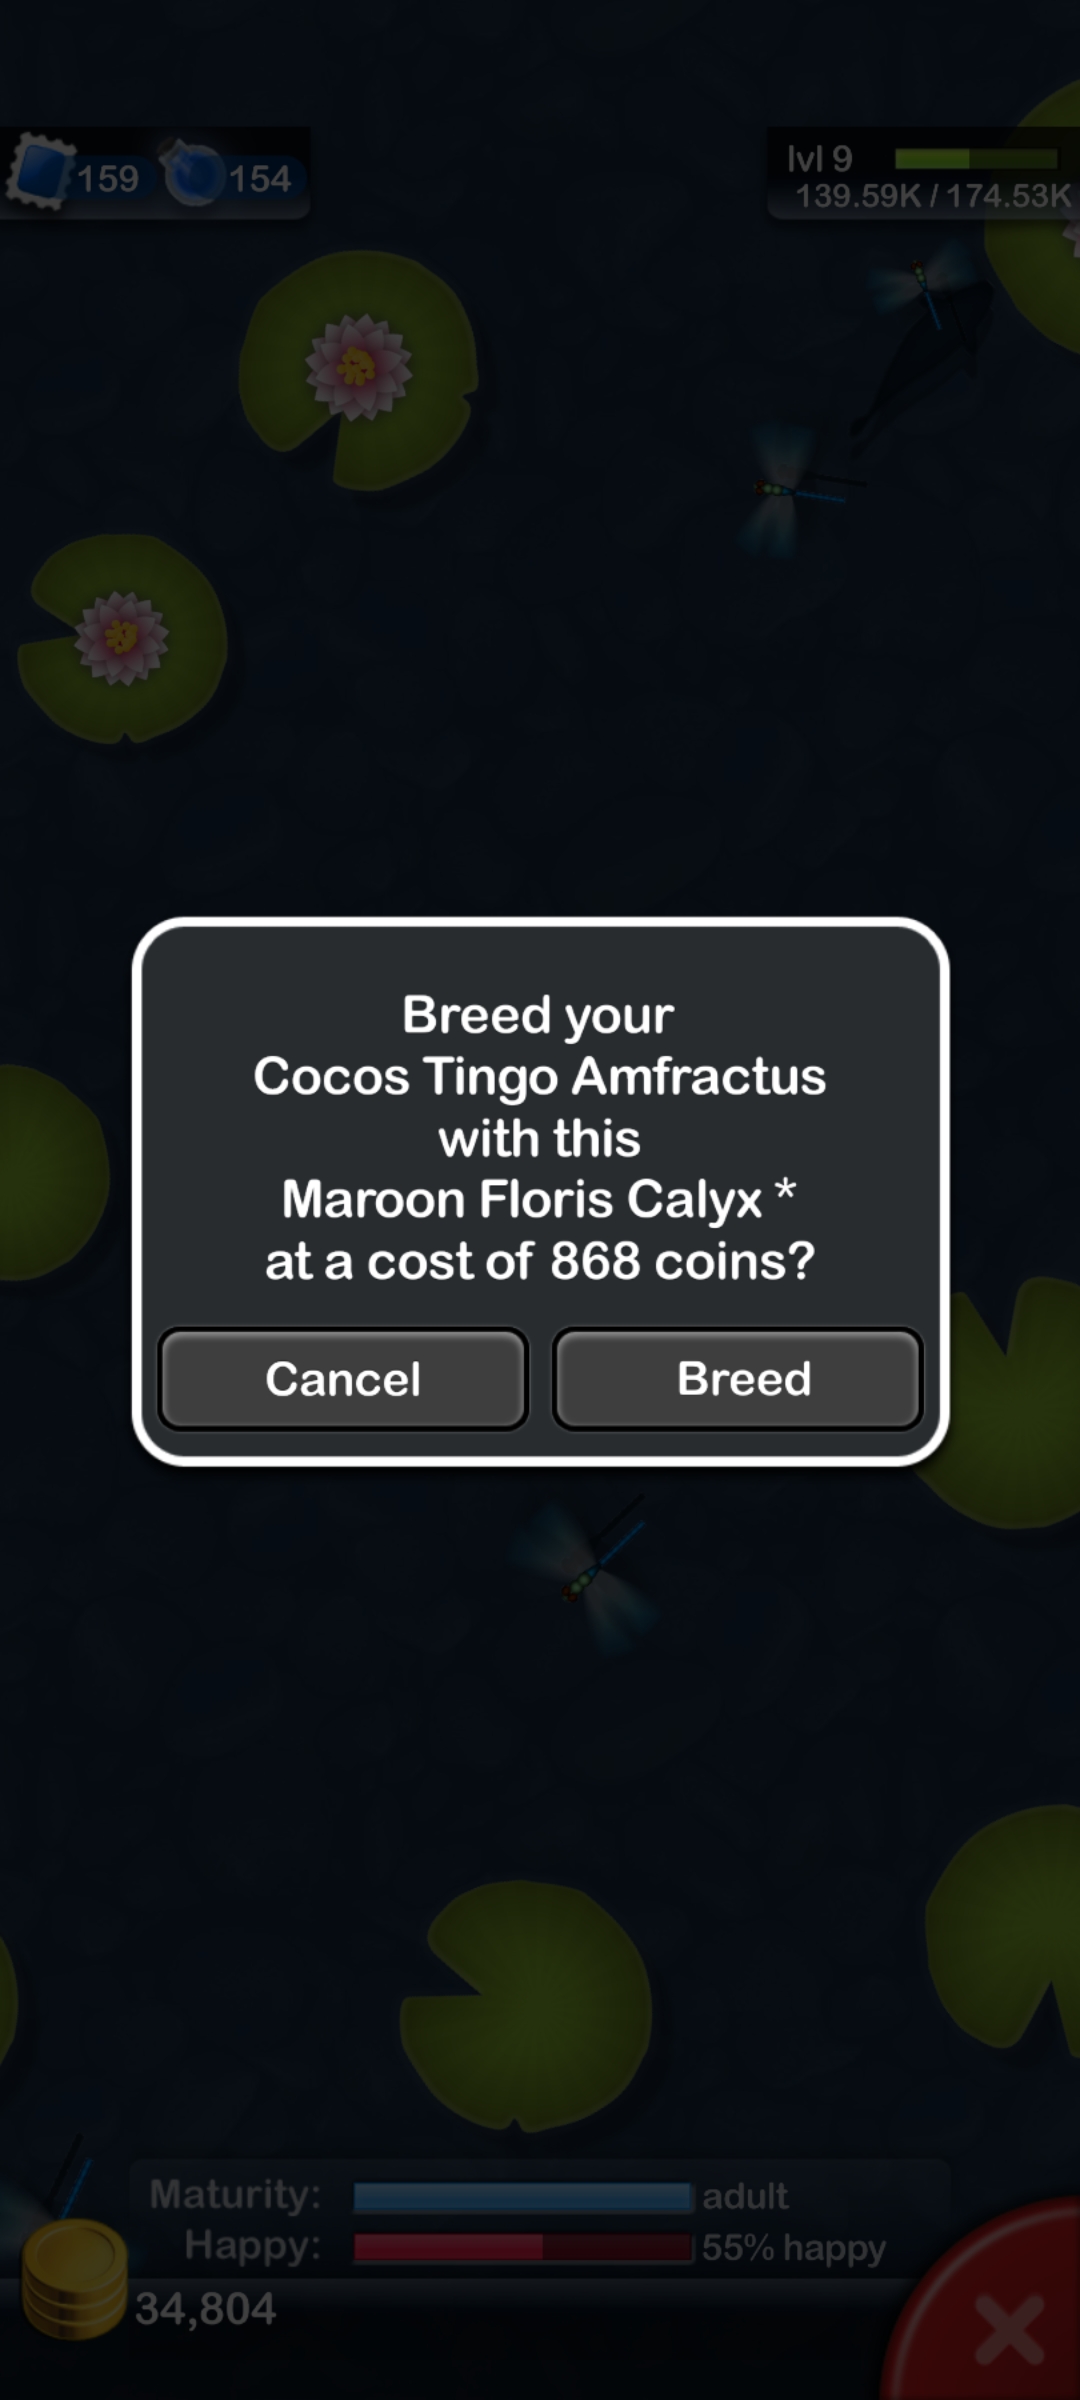 159 154
lvl 9
139.59K / 174.53K
Breed your
Cocos Tingo Amfractus
with this
Maroon Floris Calyx *
at a cost of 868 coins?
Cancel Breed
Maturity: adult
Happy: 55% happy
34,804